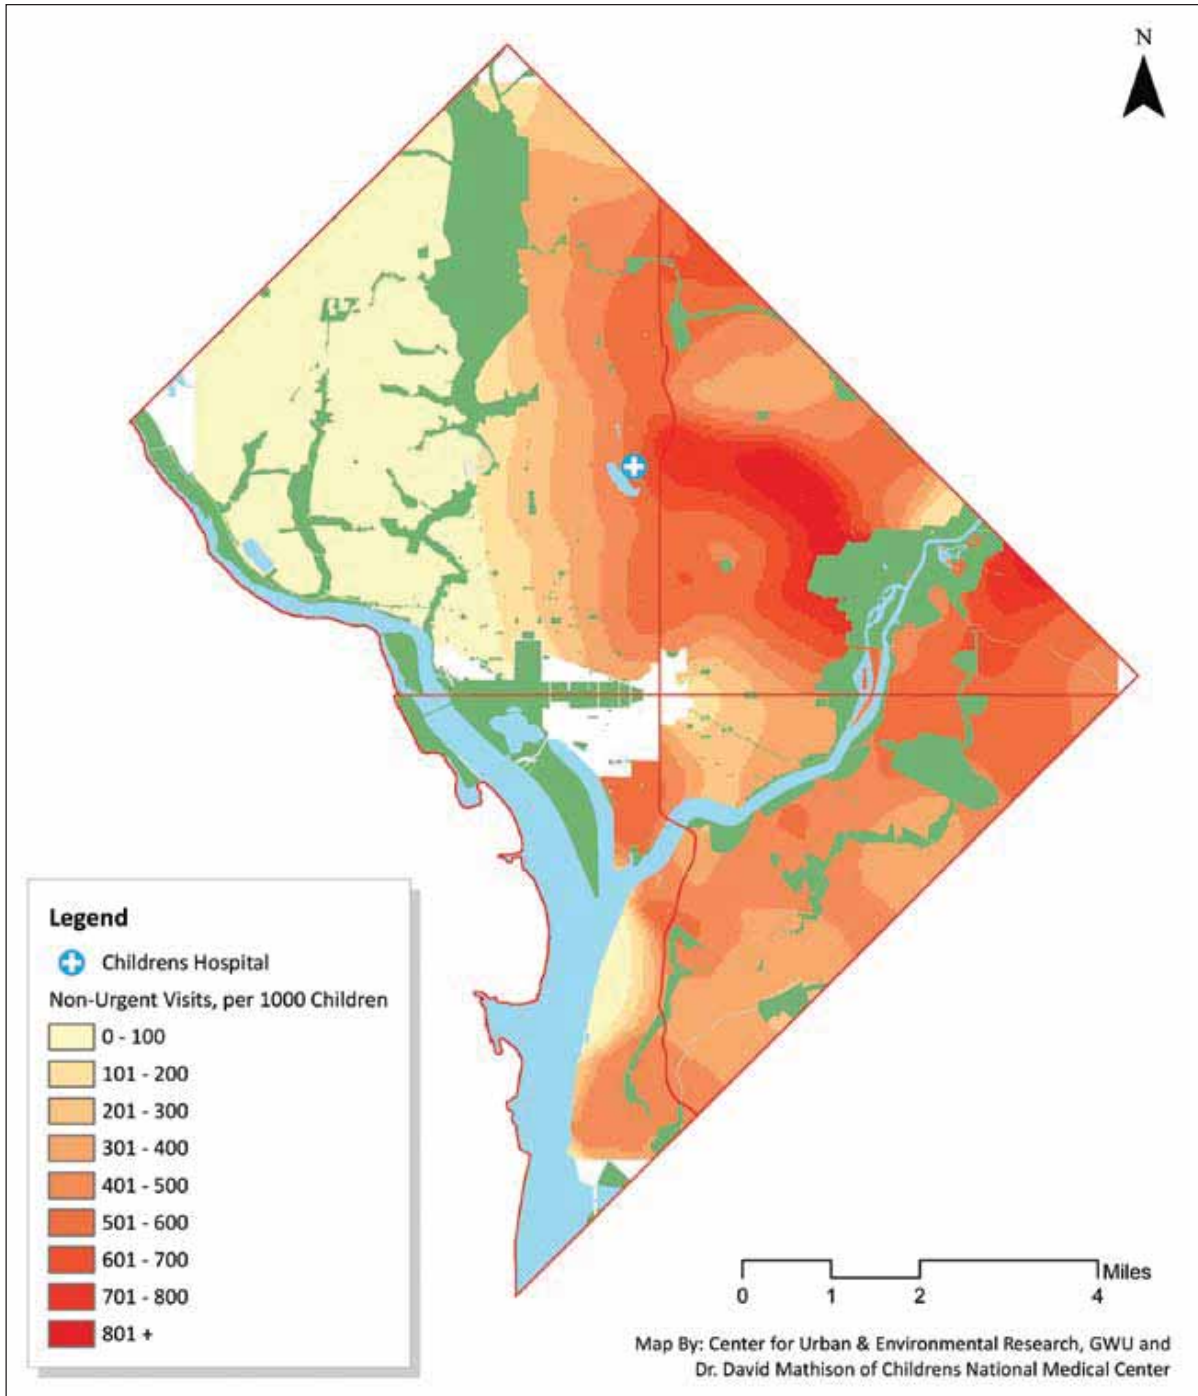 N
Legend
Childrens Hospital
Non-Urgent Visits, per 1000 Children
0 - 100
101 - 200
201 - 300
301 - 400
401 - 500
501 - 600
601 - 700
701 - 800
801 +
Miles
0 1 2 4
Map By: Center for Urban & Environmental Research, GWU and
Dr. David Mathison of Childrens National Medical Center